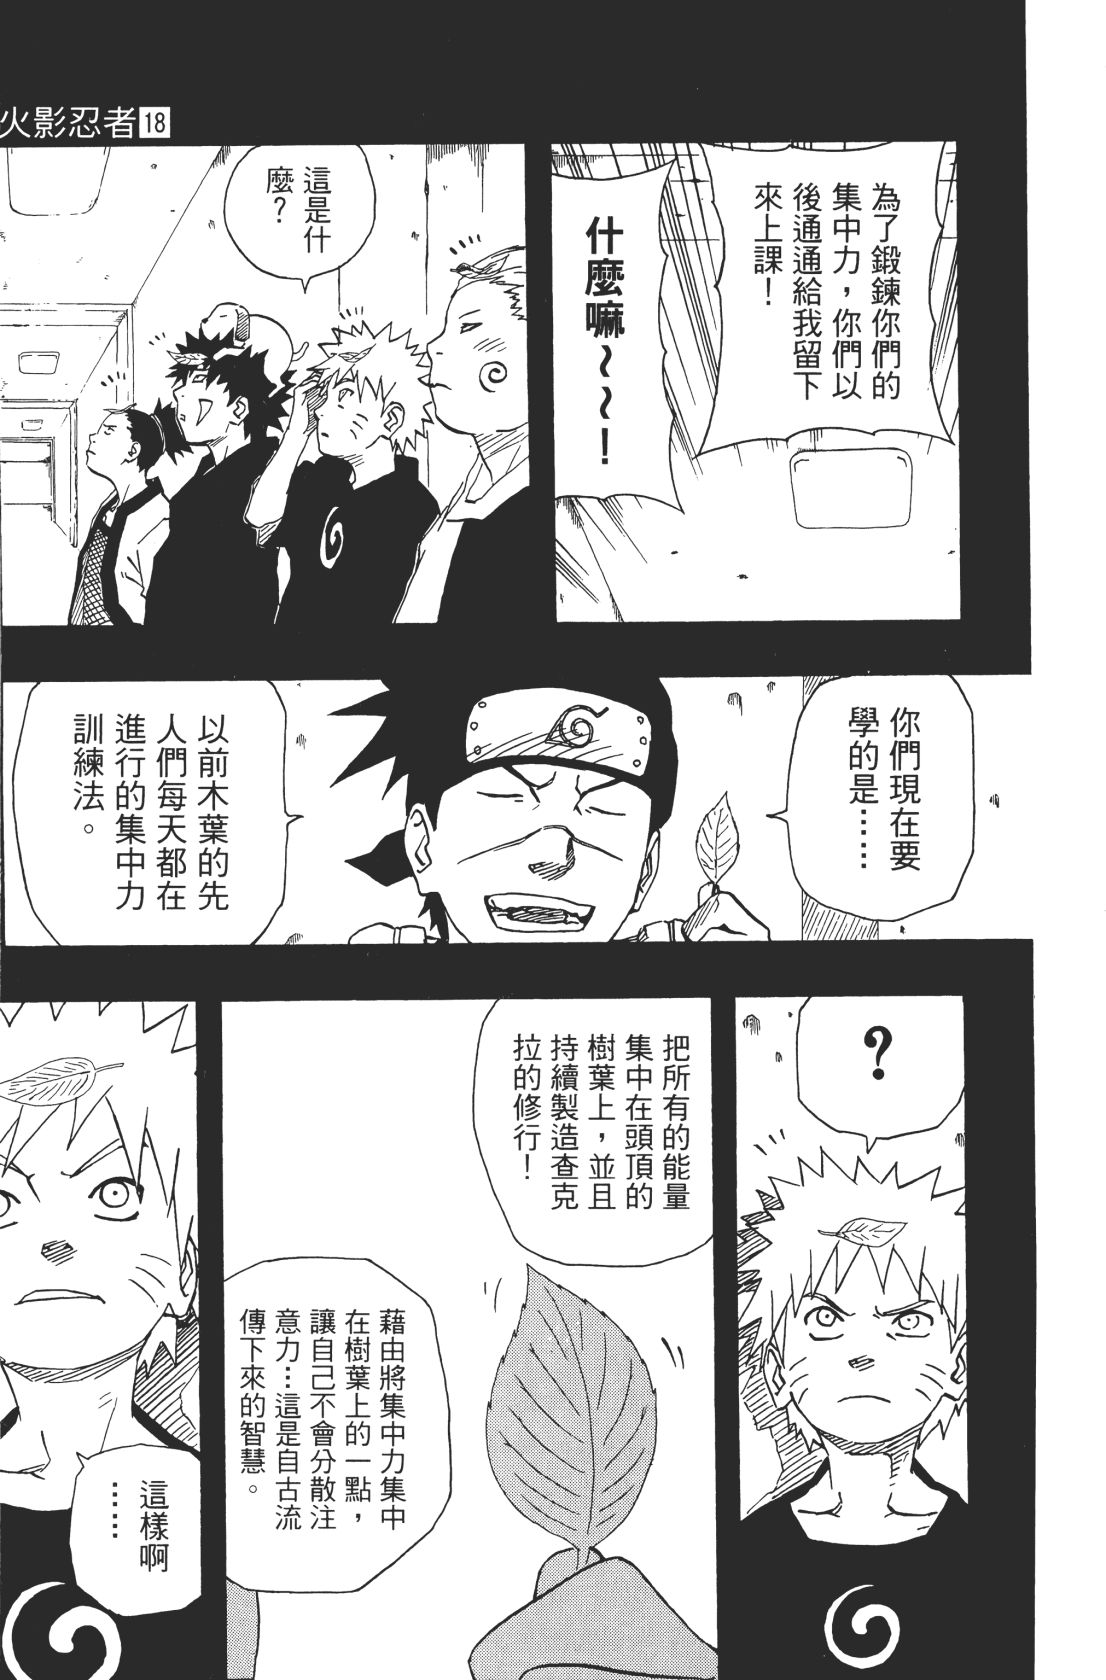 火影忍者18
為了鍛鍊你們的
集中力，你們以
後通通給我留下
來上課！
什麼嘛~~！
這是什
麼？
你們現在要
學的是……
以前木葉的先
人們每天都在
進行的集中力
訓練法。
？
把所有的能量
集中在頭頂的
樹葉上，並且
持續製造查克
拉的修行！
藉由將集中力集中
在樹葉上的一點，
讓自己不會分散注
意力…這是自古流
傳下來的智慧。
這樣啊
……